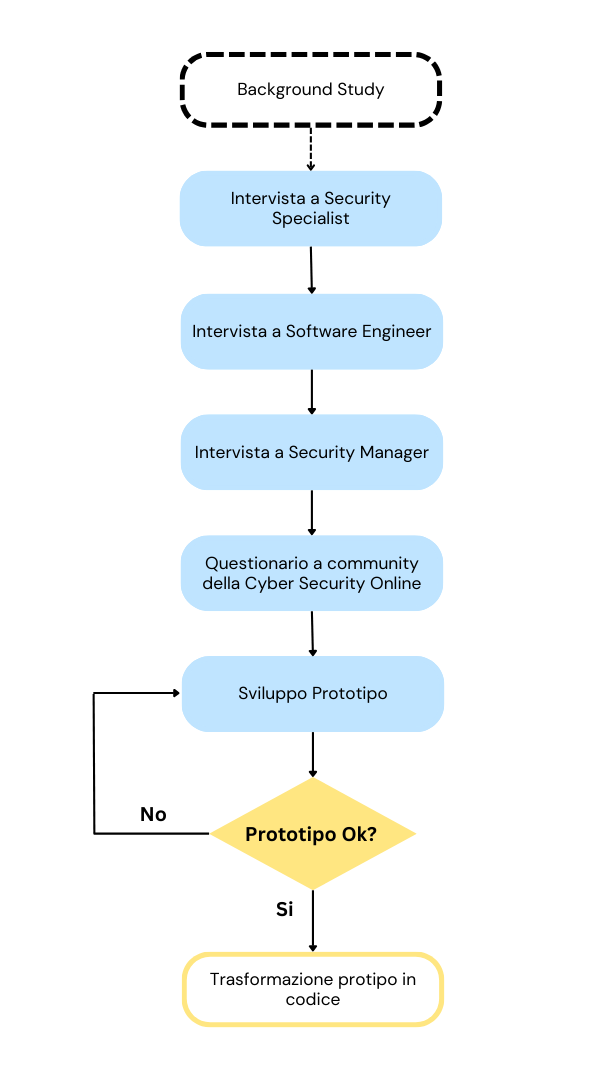 Background Study
Intervista a Security
Specialist
Intervista a Software Engineer
Intervista a Security Manager
Questionario a community
della Cyber Security Online
Sviluppo Prototipo
No
Prototipo Ok?
Si
Trasformazione protipo in
codice